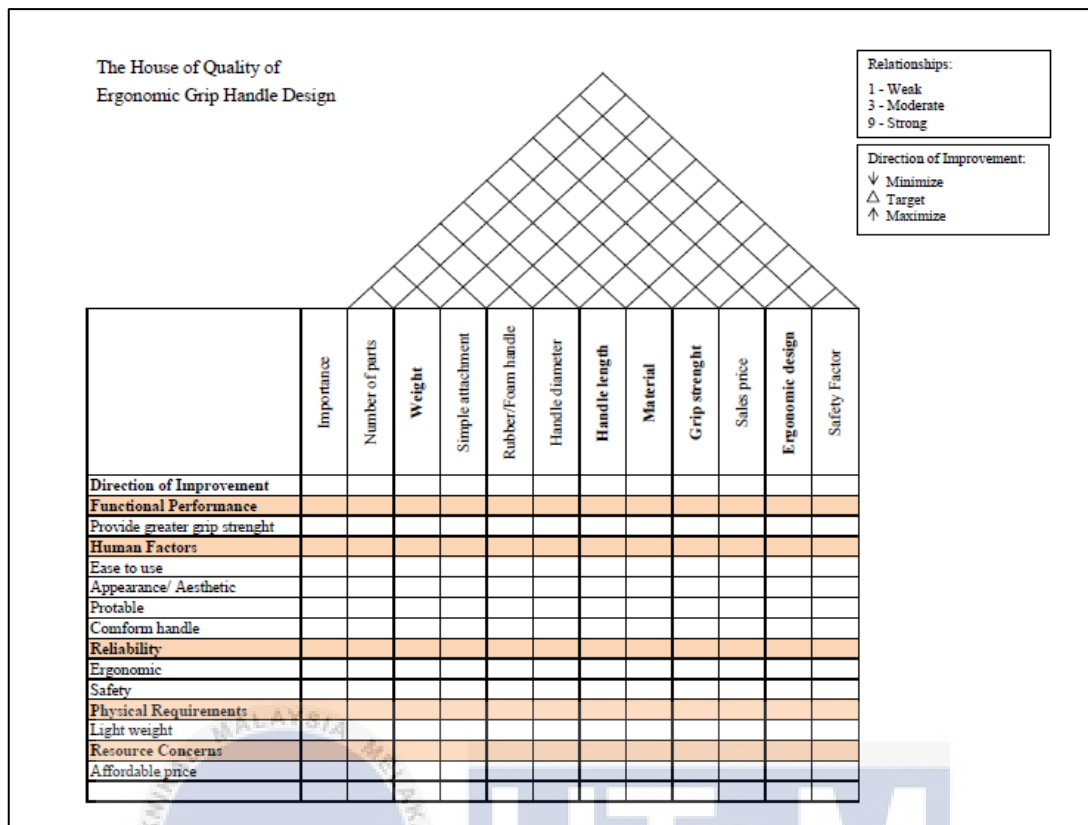 The House of Quality of
Ergonomic Grip Handle Design
Relationships:
1 - Weak
3 - Moderate
9 - Strong
Direction of Improvement:
↓ Minimize
△ Target
↑ Maximize
Importance
Number of parts
Weight
Simple attachment
Rubber/Foam handle
Handle diameter
Handle length
Material
Grip strenght
Sales price
Ergonomic design
Safety Factor
Direction of Improvement
Functional Performance
Provide greater grip strenght
Human Factors
Ease to use
Appearance/ Aesthetic
Protable
Comform handle
Reliability
Ergonomic
Safety
Physical Requirements
Light weight
Resource Concerns
Affordable price
MALAYSIA